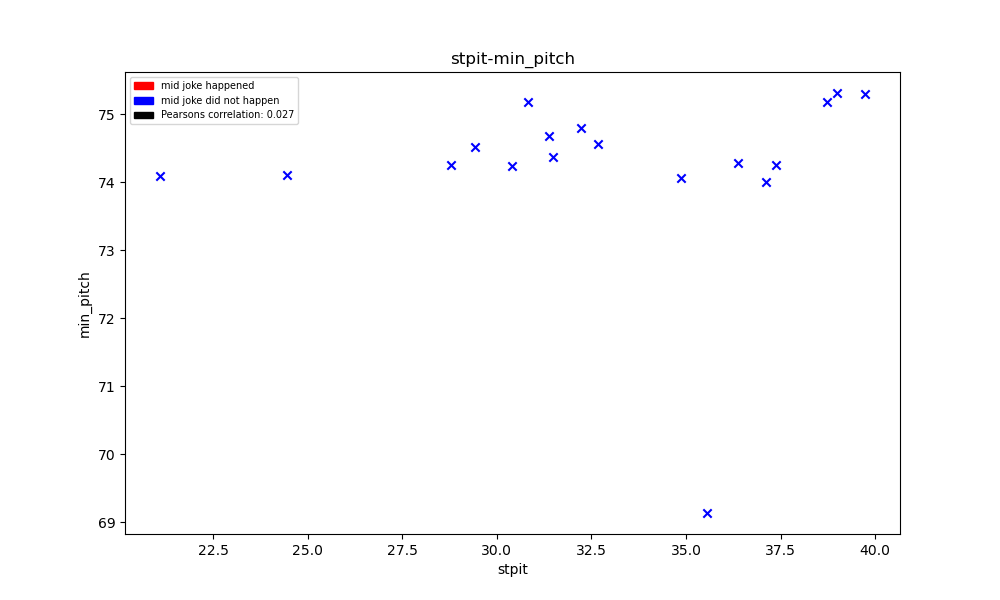 stpit-min_pitch
mid joke happened
mid joke did not happen
Pearsons correlation: 0.027
75
74
73
72
71
70
69
min_pitch
22.5 25.0 27.5 30.0 32.5 35.0 37.5 40.0
stpit